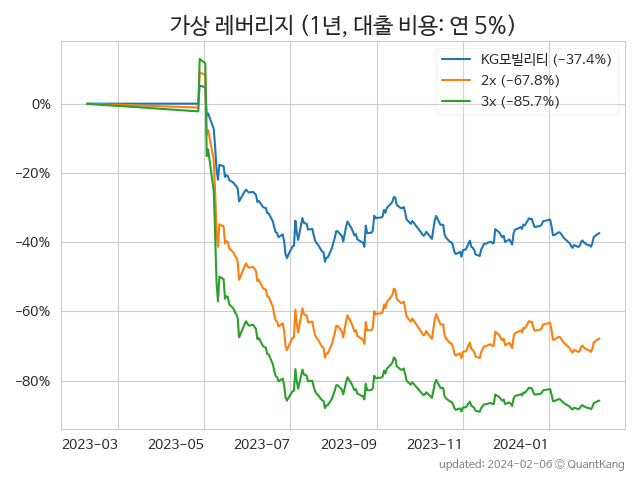 가상 레버리지 (1년, 대출 비용: 연 5%)
KG모빌리티 (−37.4%)
2x (−67.8%)
3x (−85.7%)
0%
−20%
−40%
−60%
−80%
2023-03 2023-05 2023-07 2023-09 2023-11 2024-01
updated: 2024-02-06 © QuantKang